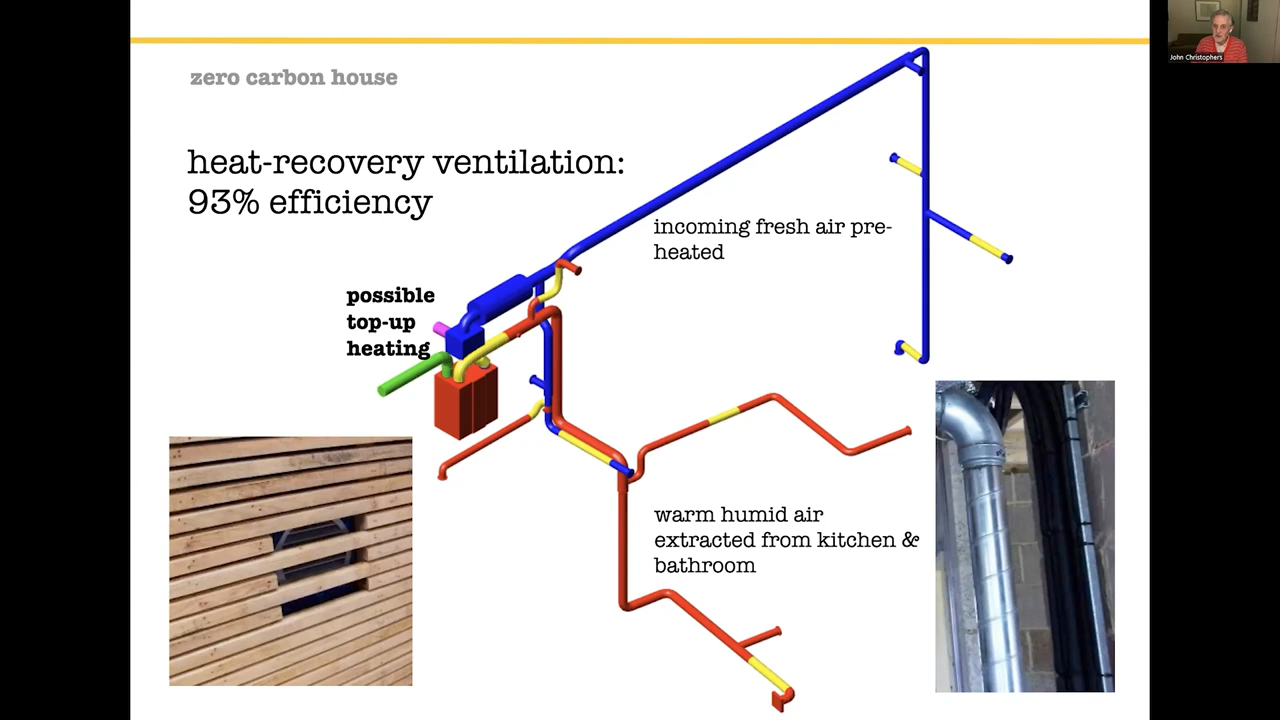 zero carbon house
heat-recovery ventilation:
93% efficiency
incoming fresh air pre-
heated
possible
top-up
heating
warm humid air
extracted from kitchen &
bathroom
John Christophers